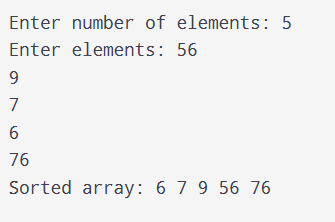 Enter number of elements: 5
Enter elements: 56
9
7
6
76
Sorted array: 6 7 9 56 76